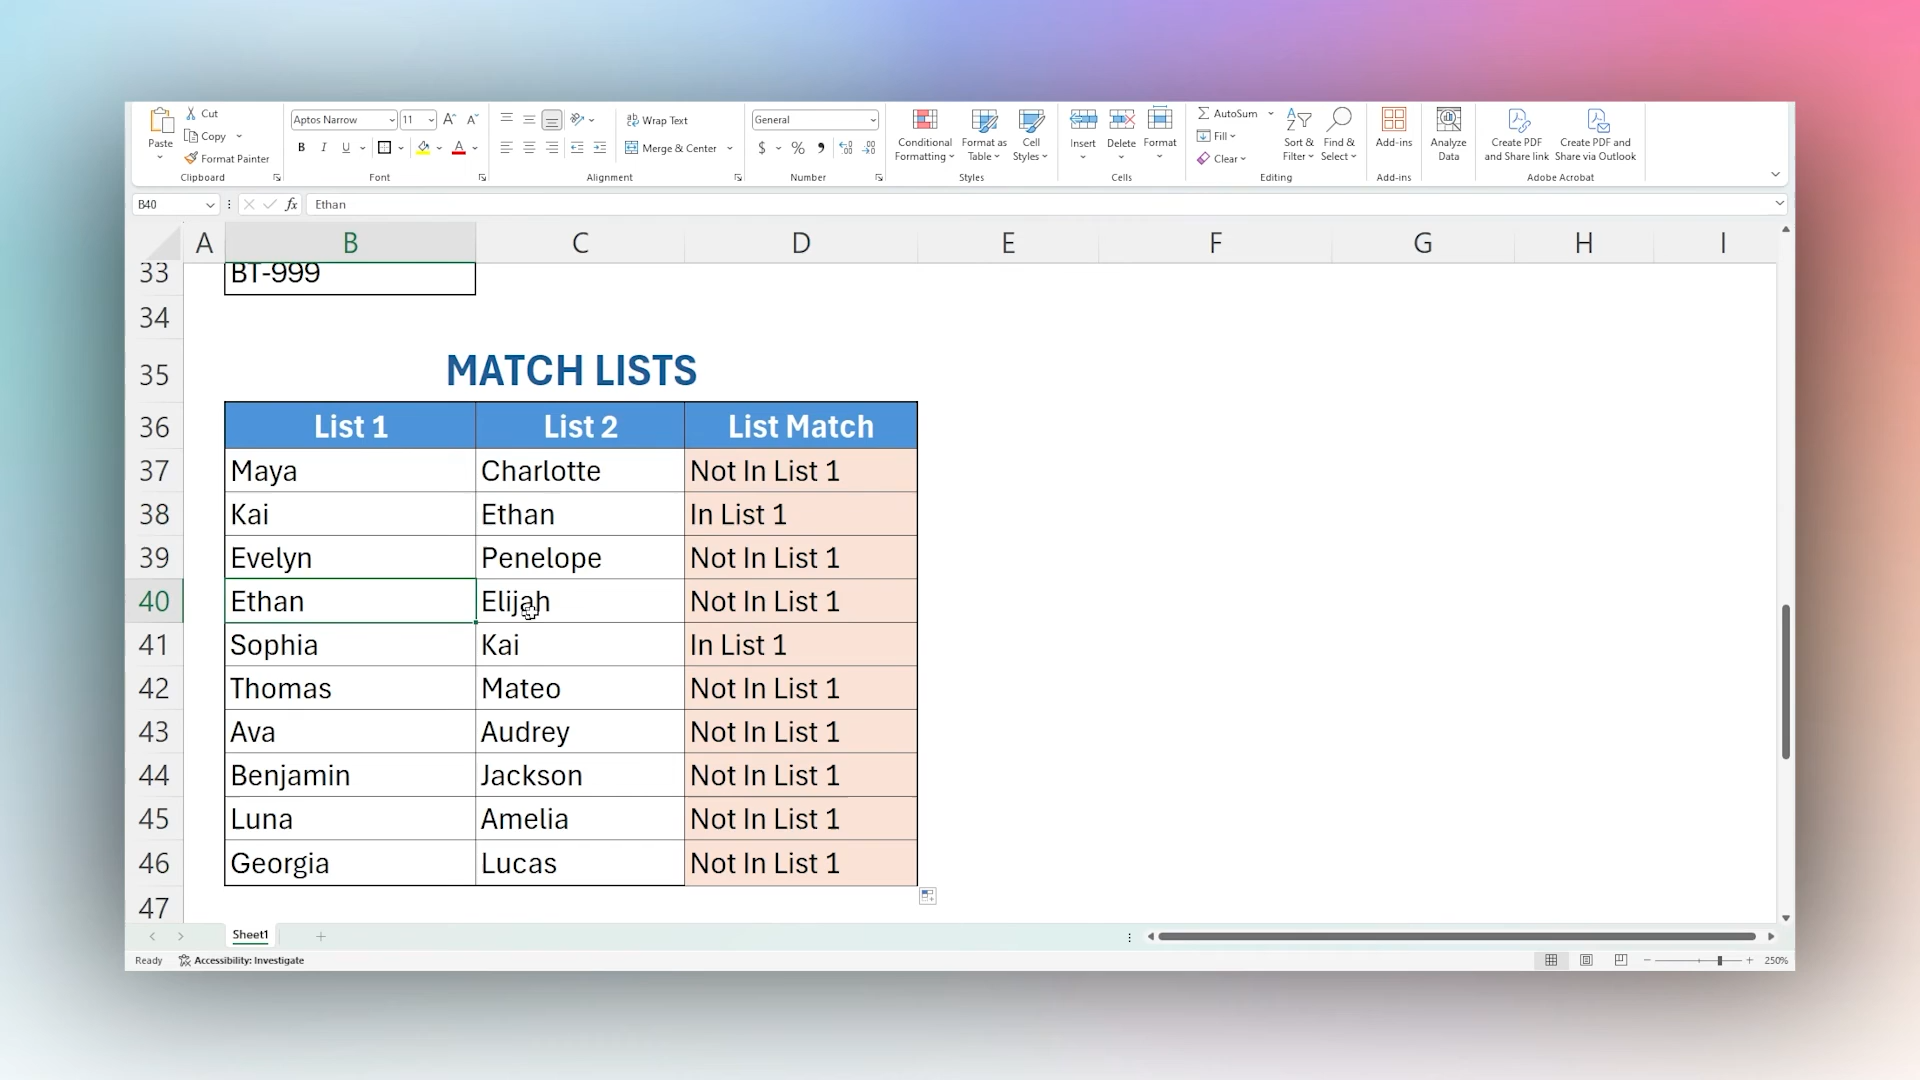 Paste
Cut
Copy
Format Painter
Clipboard
Aptos Narrow 11 A A
B I U A
Font
ab Wrap Text
Merge & Center
Alignment
General
$ % ,
Number
Conditional Formatting
Format as Table
Cell Styles
Styles
Insert Delete Format
Cells
AutoSum
Fill
Clear
Sort & Filter
Find & Select
Editing
Add-ins
Add-ins
Analyze Data
Create PDF and Share link
Create PDF and Share via Outlook
Adobe Acrobat
B40 fx Ethan
A B C D E F G H I
33 BT-999
34
35 MATCH LISTS
36 List 1 List 2 List Match
37 Maya Charlotte Not In List 1
38 Kai Ethan In List 1
39 Evelyn Penelope Not In List 1
40 Ethan Elijah Not In List 1
41 Sophia Kai In List 1
42 Thomas Mateo Not In List 1
43 Ava Audrey Not In List 1
44 Benjamin Jackson Not In List 1
45 Luna Amelia Not In List 1
46 Georgia Lucas Not In List 1
47
Sheet1
Ready Accessibility: Investigate 250%